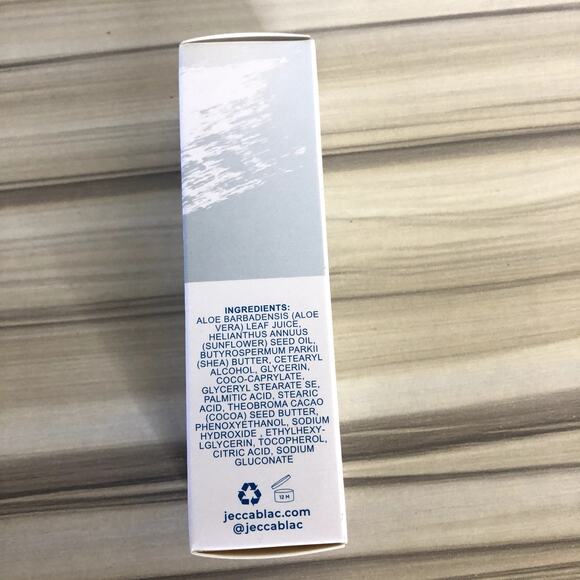 INGREDIENTS:
ALOE BARBADENSIS (ALOE
VERA) LEAF JUICE,
HELIANTHUS ANNUUS
(SUNFLOWER) SEED OIL,
BUTYROSPERMUM PARKII
(SHEA) BUTTER, CETEARYL
ALCOHOL, GLYCERIN,
COCO-CAPRYLATE,
GLYCERYL STEARATE SE,
PALMITIC ACID, STEARIC
ACID, THEOBROMA CACAO
(COCOA) SEED BUTTER,
PHENOXYETHANOL, SODIUM
HYDROXIDE , ETHYLHEXY-
LGLYCERIN, TOCOPHEROL,
CITRIC ACID, SODIUM
GLUCONATE
12 M
jeccablac.com
@jeccablac